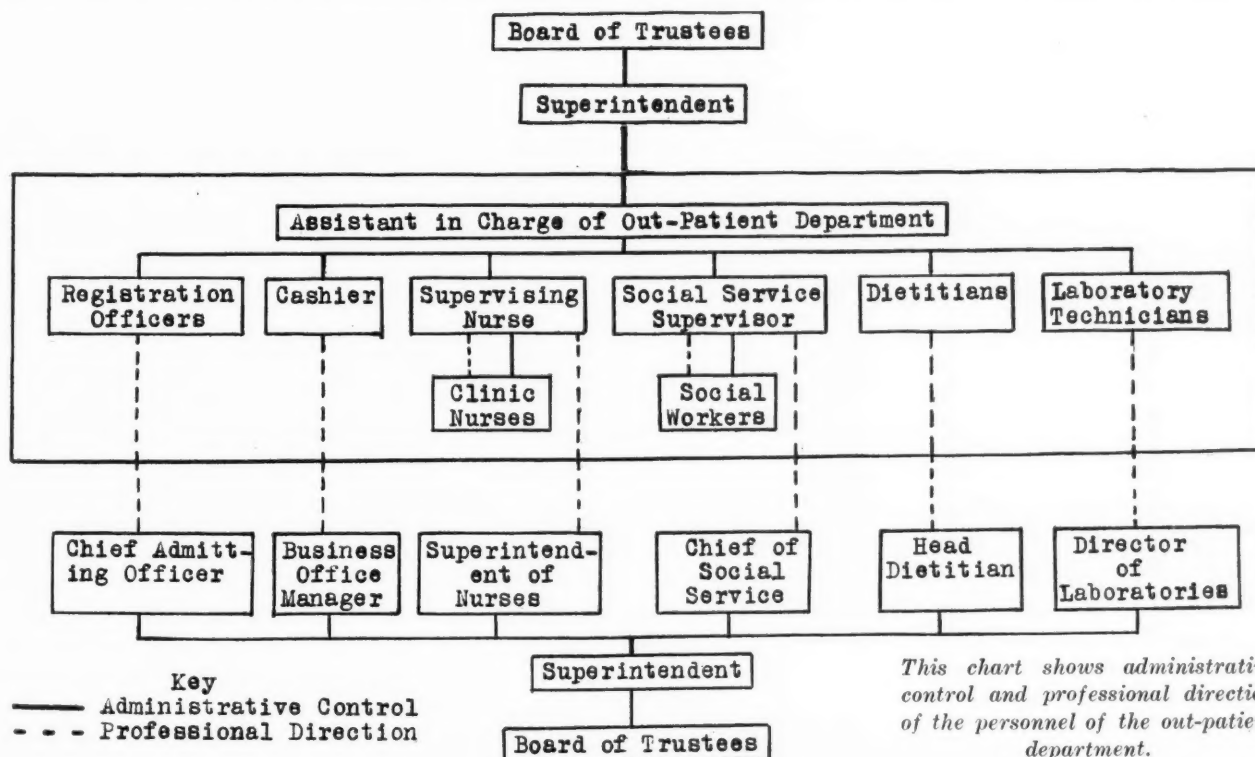 Board of Trustees
Superintendent
Assistant in Charge of Out-Patient Department
Registration
Officers
Cashier
Supervising
Nurse
Social Service
Supervisor
Dietitians
Laboratory
Technicians
Clinic
Nurses
Social
Workers
Chief Admitt-
ing Officer
Business
Office
Manager
Superintend-
ent of
Nurses
Chief of
Social
Service
Head
Dietitian
Director
of
Laboratories
Superintendent
Board of Trustees
Key
Administrative Control
Professional Direction
This chart shows administrati
control and professional directi
of the personnel of the out-patie
department.